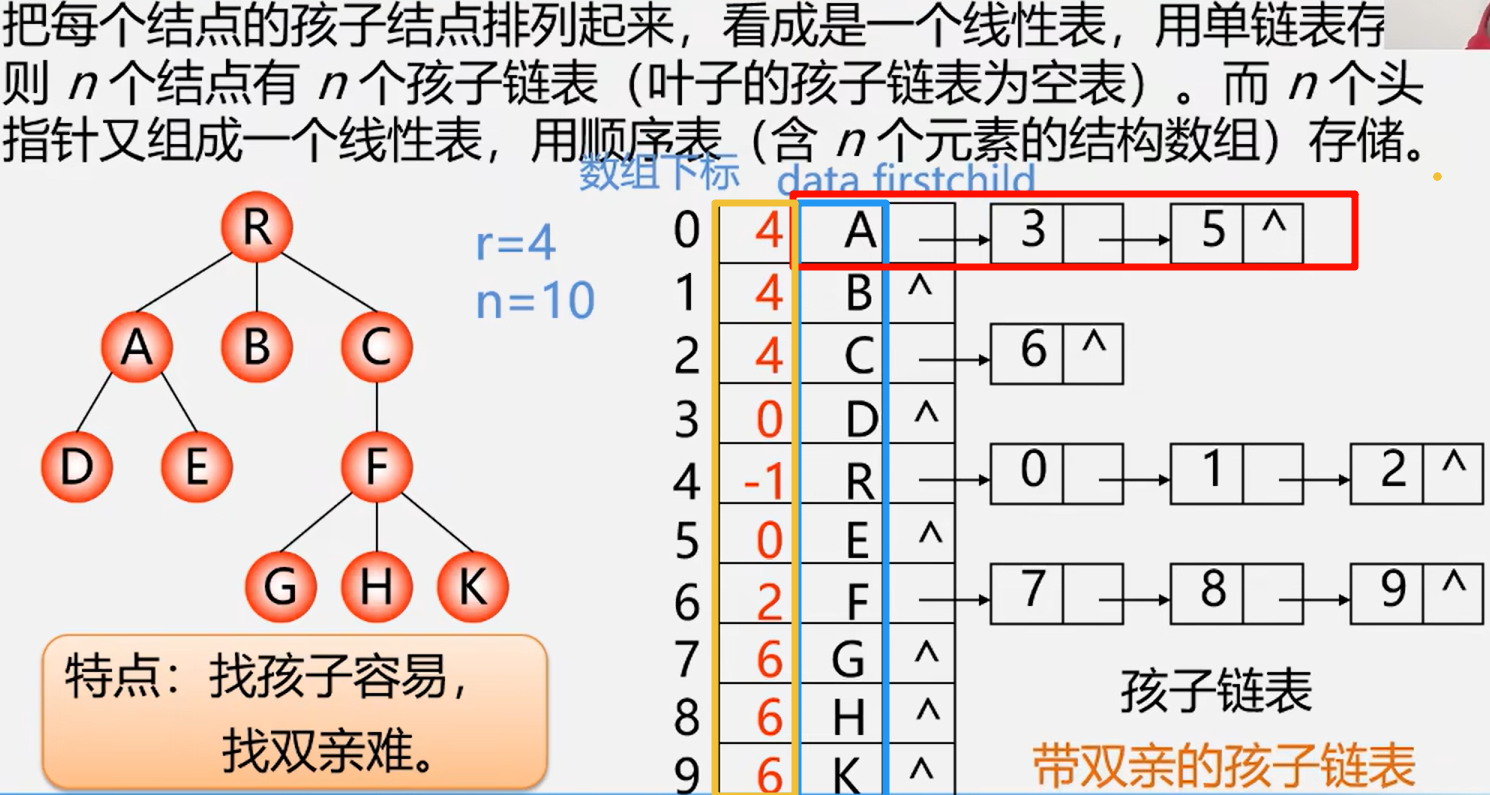 把每个结点的孩子结点排列起来，看成是一个线性表，用单链表存
则 n 个结点有 n 个孩子链表（叶子的孩子链表为空表）。而 n 个头
指针又组成一个线性表，用顺序表（含 n 个元素的结构数组）存储。
数组下标 data firstchild
R
A B C
D E F
G H K
r=4
n=10
0 4 A 3 5 ^
1 4 B ^
2 4 C 6 ^
3 0 D ^
4 -1 R 0 1 2 ^
5 0 E ^
6 2 F 7 8 9 ^
7 6 G ^
8 6 H ^
9 6 K ^
特点：找孩子容易，
找双亲难。
孩子链表
带双亲的孩子链表